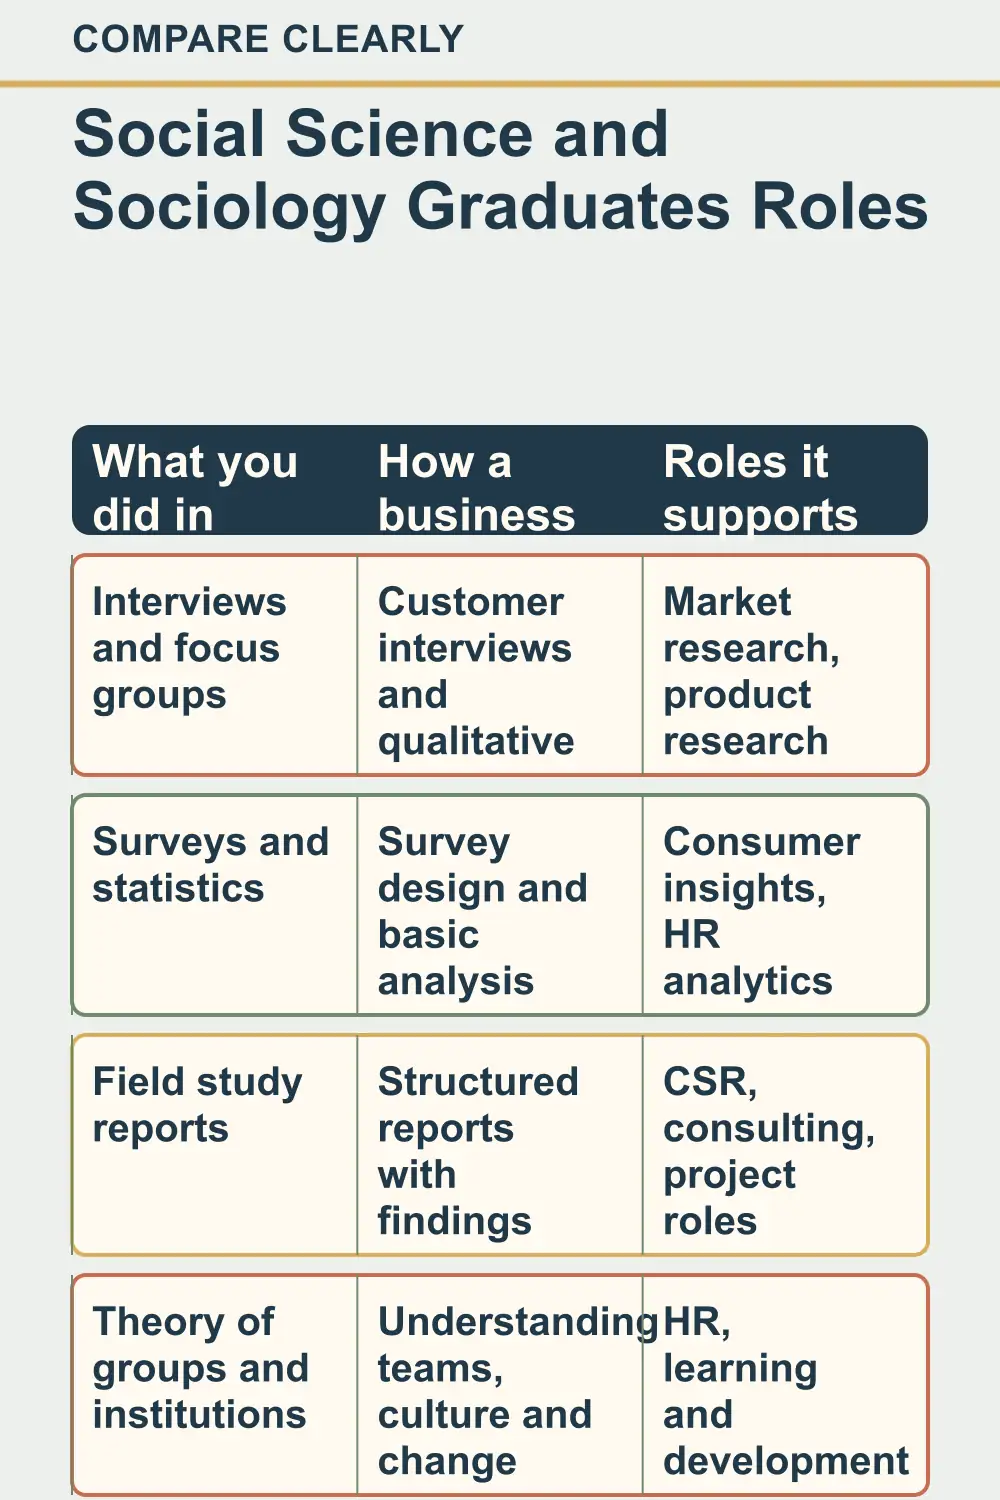 COMPARE CLEARLY
Social Science and
Sociology Graduates Roles
What you
did in
How a
business
Roles it
supports
Interviews
and focus
groups
Customer
interviews
and
qualitative
Market
research,
product
research
Surveys and
statistics
Survey
design and
basic
analysis
Consumer
insights,
HR
analytics
Field study
reports
Structured
reports
with
findings
CSR,
consulting,
project
roles
Theory of
groups and
institutions
Understanding
teams,
culture and
change
HR,
learning
and
development